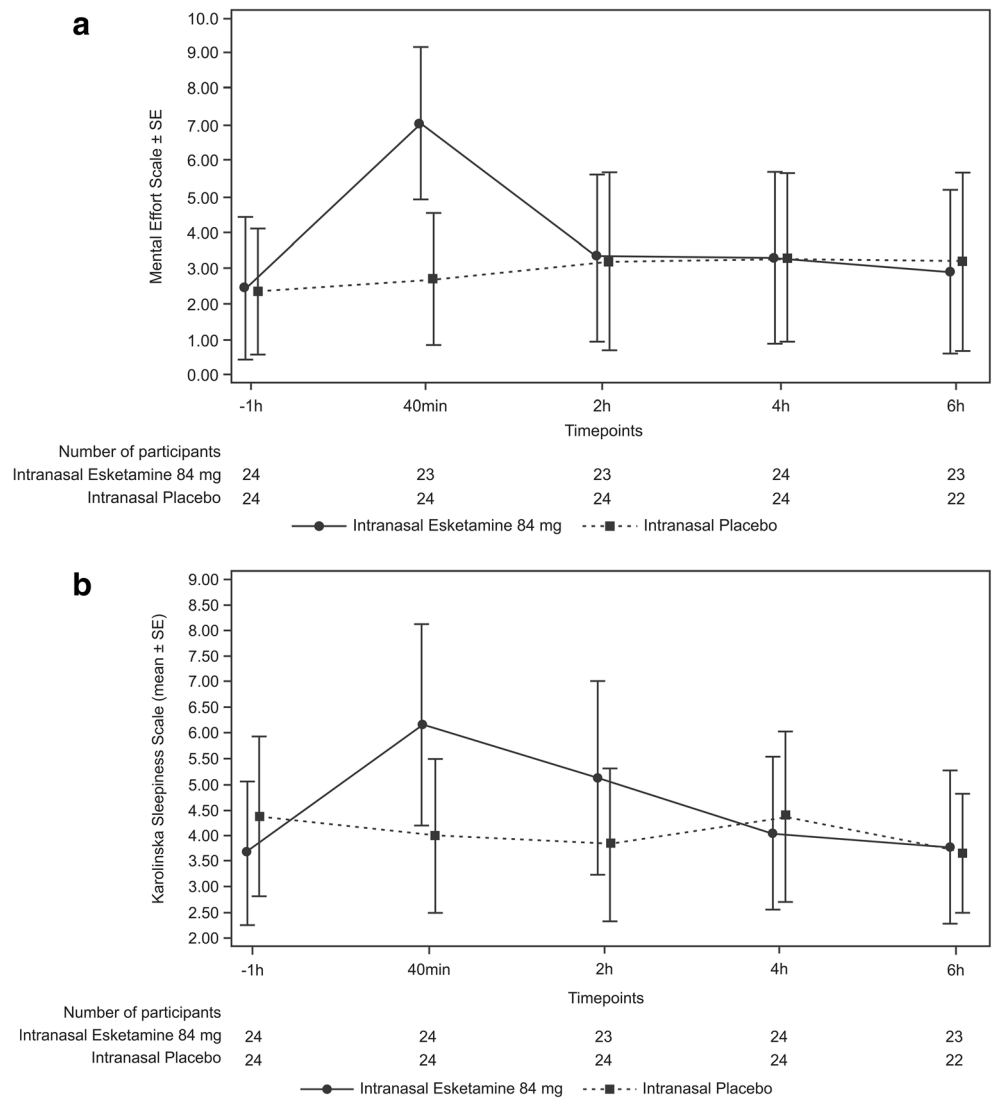 a
Mental Effort Scale ± SE
10.0
9.00
8.00
7.00
6.00
5.00
4.00
3.00
2.00
1.00
0.00
-1h 40min 2h 4h 6h
Timepoints
Number of participants
Intranasal Esketamine 84 mg 24 23 23 24 23
Intranasal Placebo 24 24 24 24 22
Intranasal Esketamine 84 mg Intranasal Placebo
b
Karolinska Sleepiness Scale (mean ± SE)
9.00
8.50
8.00
7.50
7.00
6.50
6.00
5.50
5.00
4.50
4.00
3.50
3.00
2.50
2.00
-1h 40min 2h 4h 6h
Timepoints
Number of participants
Intranasal Esketamine 84 mg 24 24 23 24 23
Intranasal Placebo 24 24 24 24 22
Intranasal Esketamine 84 mg Intranasal Placebo